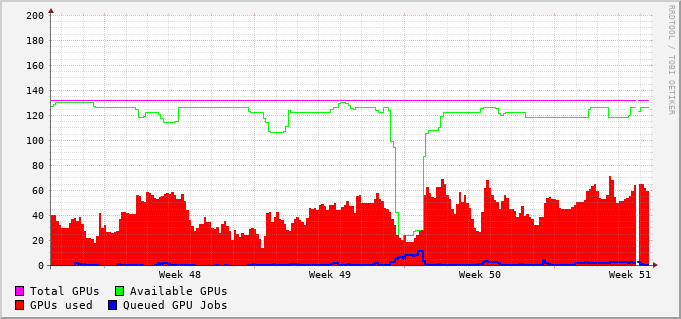 200
180
160
140
120
100
80
60
40
20
0
Week 48 Week 49 Week 50 Week 51
Total GPUs Available GPUs
GPUs used Queued GPU Jobs
RRDTOOL / TOBI OETIKER